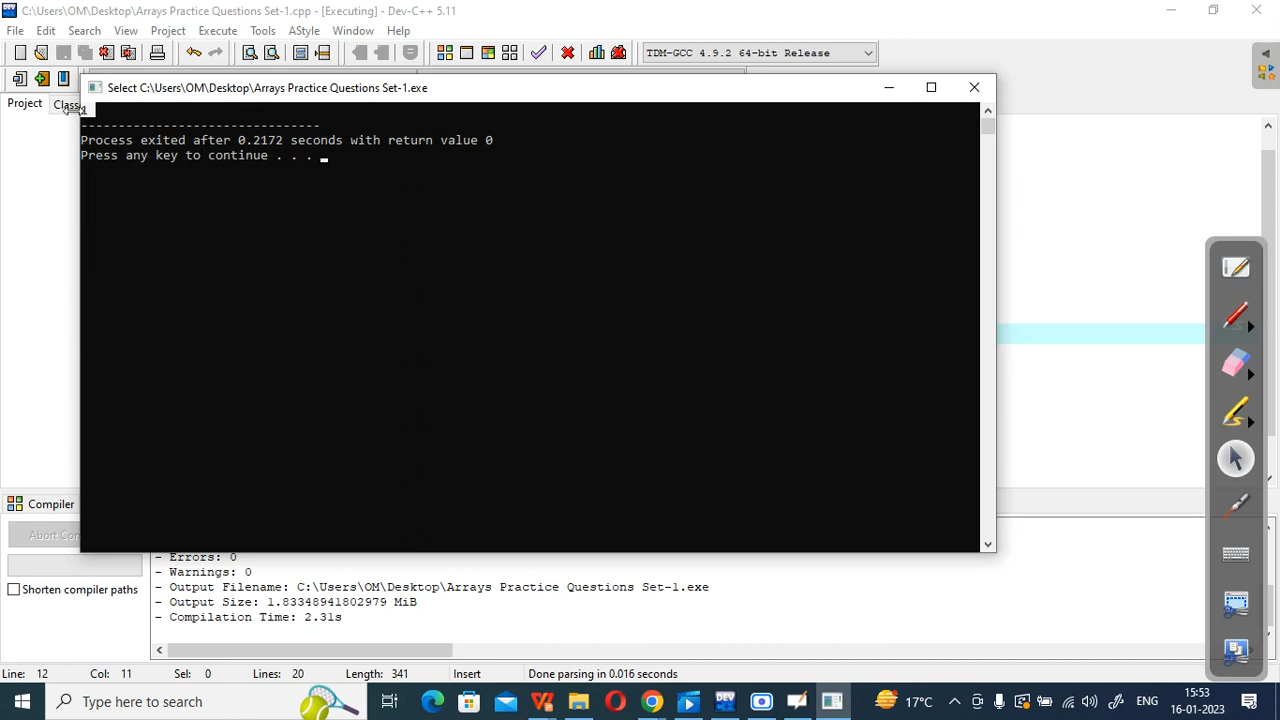 C:\Users\OM\Desktop\Arrays Practice Questions Set-1.cpp - [Executing] - Dev-C++ 5.11
File Edit Search View Project Execute Tools AStyle Window Help
TDM-GCC 4.9.2 64-bit Release
Select C:\Users\OM\Desktop\Arrays Practice Questions Set-1.exe
Project Class
1
--------------------------------
Process exited after 0.2172 seconds with return value 0
Press any key to continue . . .
Compiler
Abort Com
- Errors: 0
- Warnings: 0
- Output Filename: C:\Users\OM\Desktop\Arrays Practice Questions Set-1.exe
Shorten compiler paths
- Output Size: 1.83348941802979 MiB
- Compilation Time: 2.31s
Line: 12 Col: 11 Sel: 0 Lines: 20 Length: 341 Insert Done parsing in 0.016 seconds
Type here to search
DEV
17°C
ENG
15:53
16-01-2023